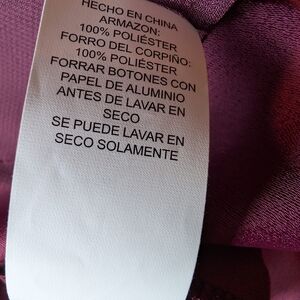 HECHO EN CHINA
ARMAZON:
100% POLIÉSTER
FORRO DEL CORPIÑO:
100% POLIÉSTER
FORRAR BOTONES CON
PAPEL DE ALUMINIO
ANTES DE LAVAR EN
SECO
SE PUEDE LAVAR EN
SECO SOLAMENTE